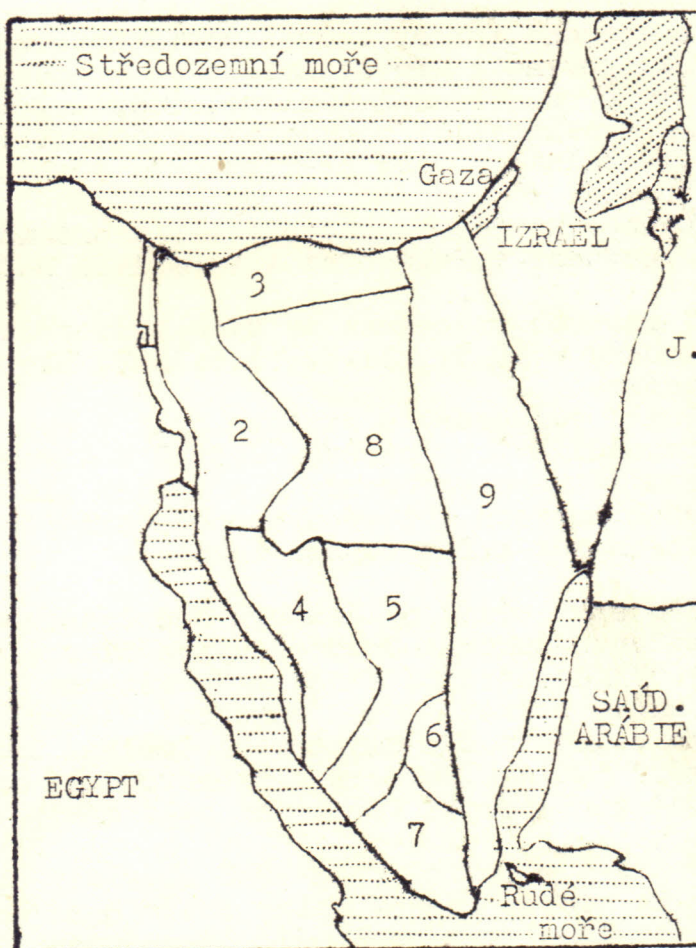 Středozemní moře
Gaza
IZRAEL
3
J.
2
8
9
4
5
SAÚD.
ARÁBIE
6
EGYPT
7
Rudé
moře